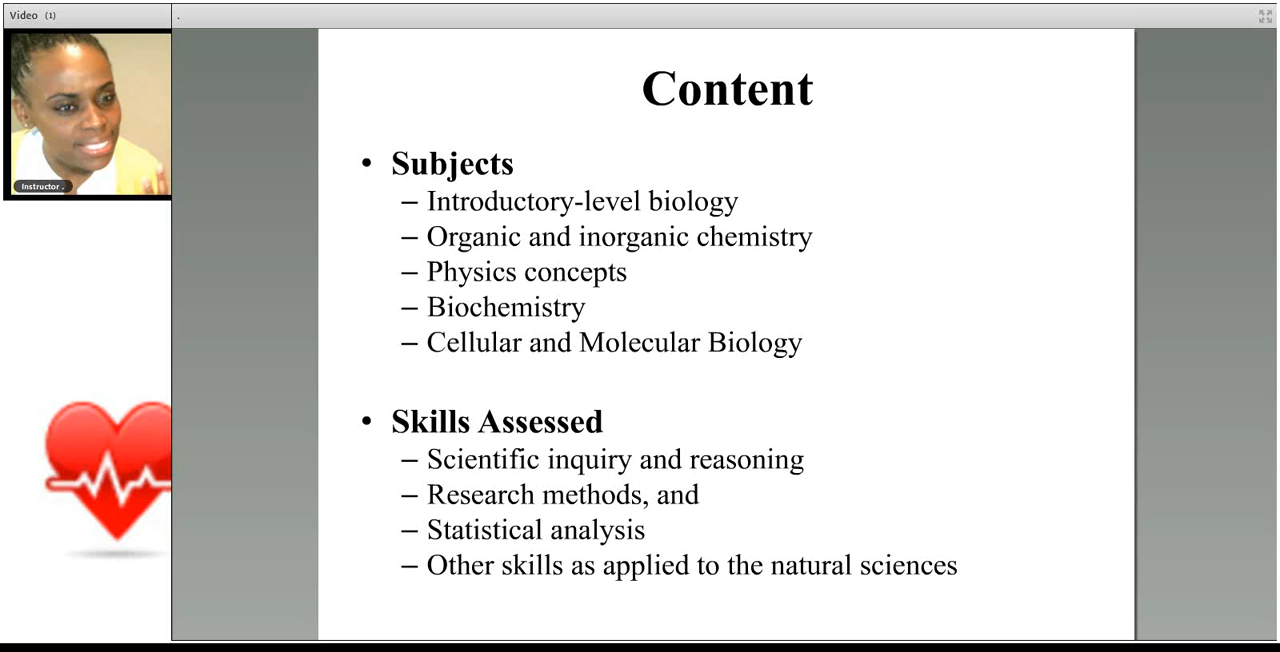 Video (1)
.
Instructor .
Content
• Subjects
– Introductory-level biology
– Organic and inorganic chemistry
– Physics concepts
– Biochemistry
– Cellular and Molecular Biology
• Skills Assessed
– Scientific inquiry and reasoning
– Research methods, and
– Statistical analysis
– Other skills as applied to the natural sciences